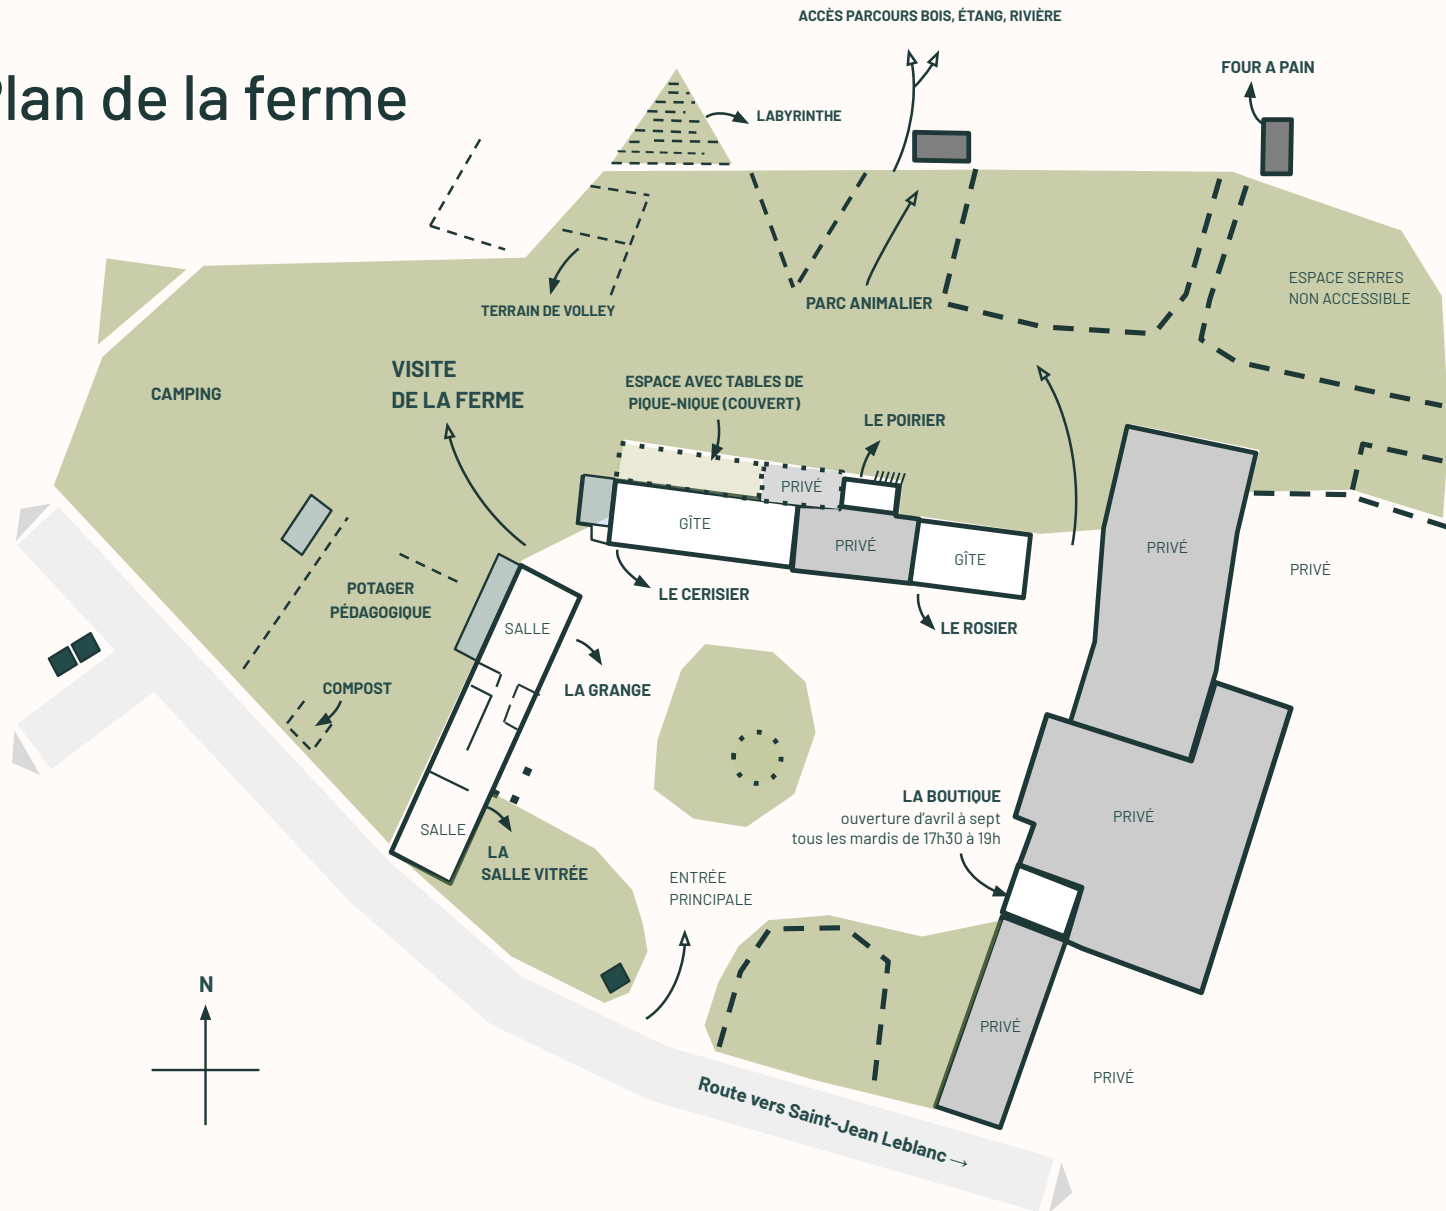 ACCÈS PARCOURS BOIS, ÉTANG, RIVIÈRE
Plan de la ferme
FOUR A PAIN
LABYRINTHE
ESPACE SERRES
NON ACCESSIBLE
TERRAIN DE VOLLEY
PARC ANIMALIER
VISITE
DE LA FERME
CAMPING
ESPACE AVEC TABLES DE
PIQUE-NIQUE (COUVERT)
LE POIRIER
PRIVÉ
GÎTE
PRIVÉ
GÎTE
PRIVÉ
PRIVÉ
POTAGER
PÉDAGOGIQUE
LE CERISIER
LE ROSIER
SALLE
COMPOST
LA GRANGE
LA BOUTIQUE
ouverture d’avril à sept
tous les mardis de 17h30 à 19h
PRIVÉ
SALLE
LA
SALLE VITRÉE
ENTRÉE
PRINCIPALE
N
PRIVÉ
PRIVÉ
Route vers Saint-Jean Leblanc →